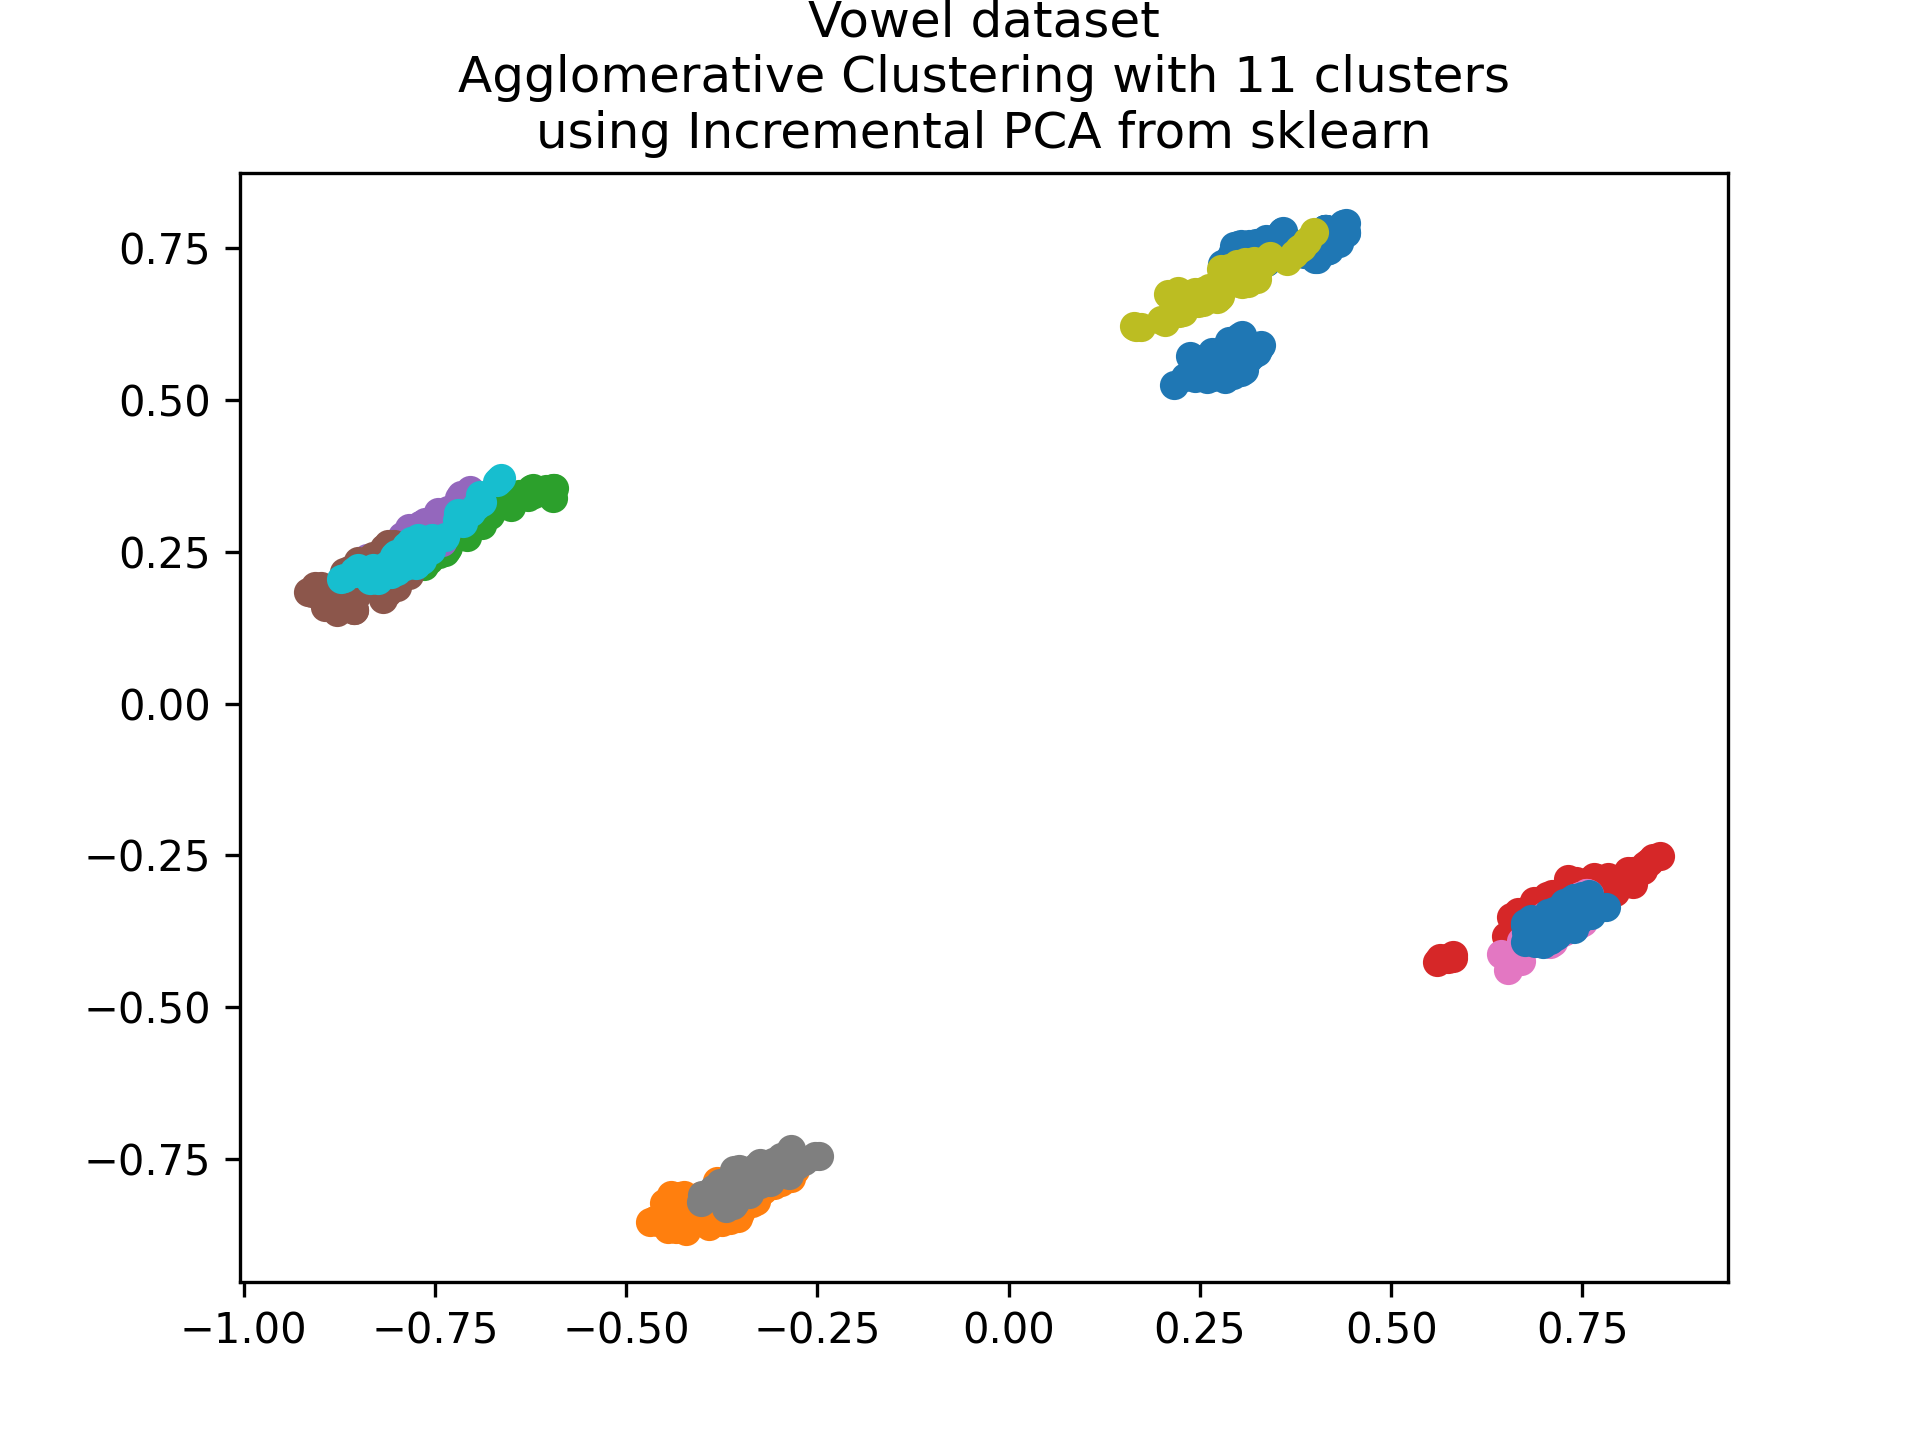 Vowel dataset
Agglomerative Clustering with 11 clusters
using Incremental PCA from sklearn
0.75
0.50
0.25
0.00
−0.25
−0.50
−0.75
−1.00 −0.75 −0.50 −0.25 0.00 0.25 0.50 0.75